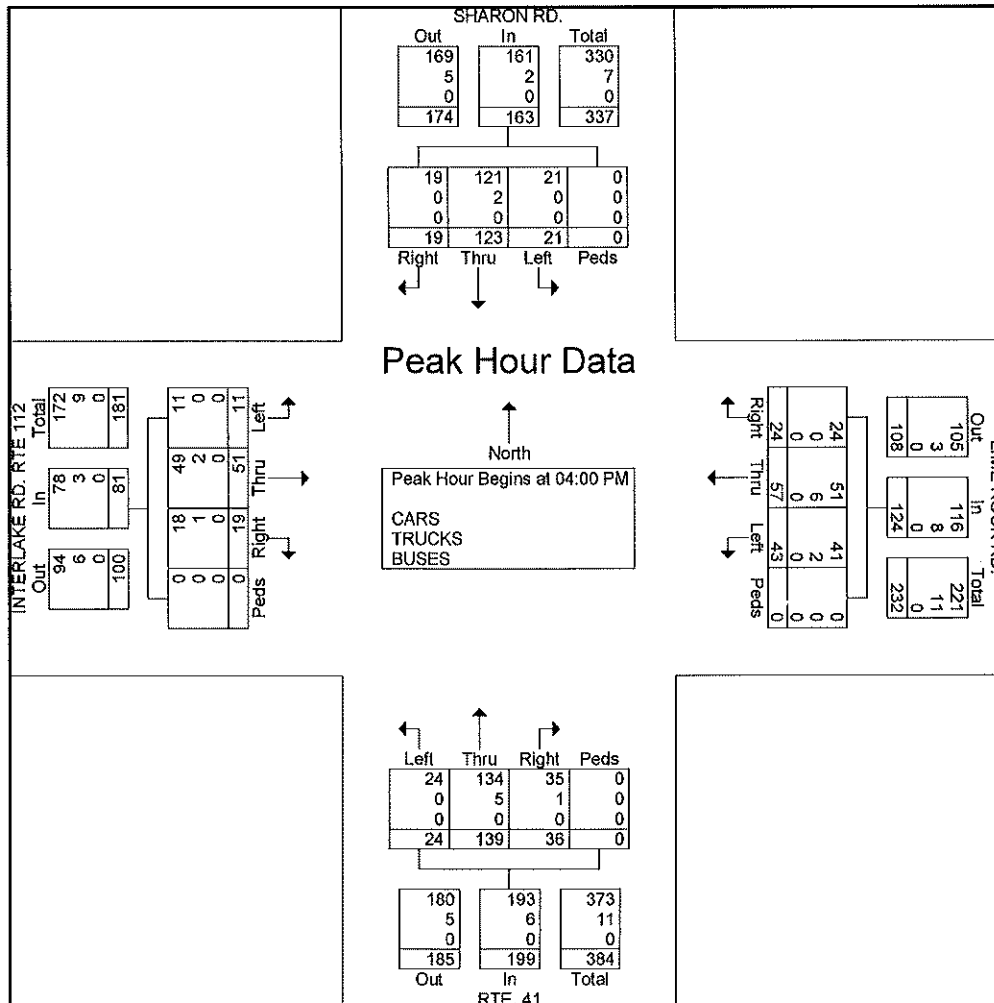 SHARON RD.
Out In Total
169 161 330
5 2 7
0 0 0
174 163 337
19 121 21 0
0 2 0 0
0 0 0 0
19 123 21 0
Right Thru Left Peds
Peak Hour Data
INTERLAKE RD. RTE 112
Out In Total
94 78 172
6 3 9
0 0 0
100 81 181
11 49 18 0
0 2 1 0
0 0 0 0
11 51 19 0
Left Thru Right Peds
North
Peak Hour Begins at 04:00 PM
CARS
TRUCKS
BUSES
Right Thru Left Peds
24 51 41 0
0 6 2 0
0 0 0 0
24 57 43 0
Out In Total
105 116 221
3 8 11
0 0 0
108 124 232
Left Thru Right Peds
24 134 35 0
0 5 1 0
0 0 0 0
24 139 36 0
180 193 373
5 6 11
0 0 0
185 199 384
Out In Total
RTE 41